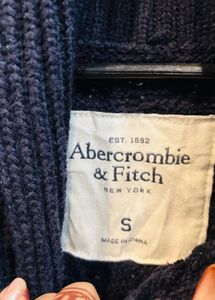 EST. 1892
Abercrombie
& Fitch
NEW YORK
S
MADE IN CHINA